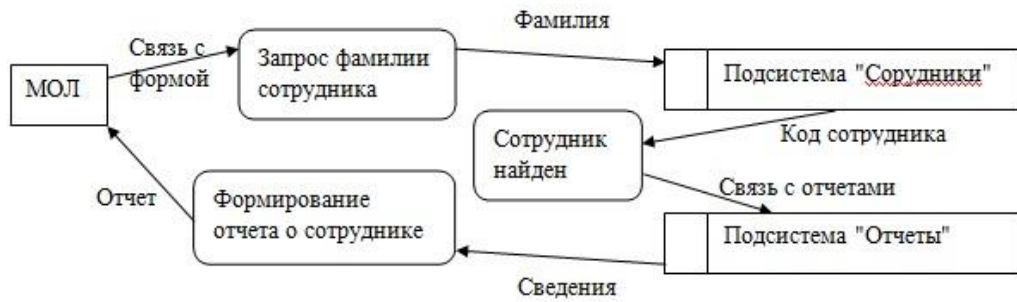 Фамилия
Связь с
формой
Запрос фамилии
сотрудника
МОЛ
Подсистема "Сорудники"
Код сотрудника
Сотрудник
найден
Связь с отчетами
Отчет
Формирование
отчета о сотруднике
Подсистема "Отчеты"
Сведения